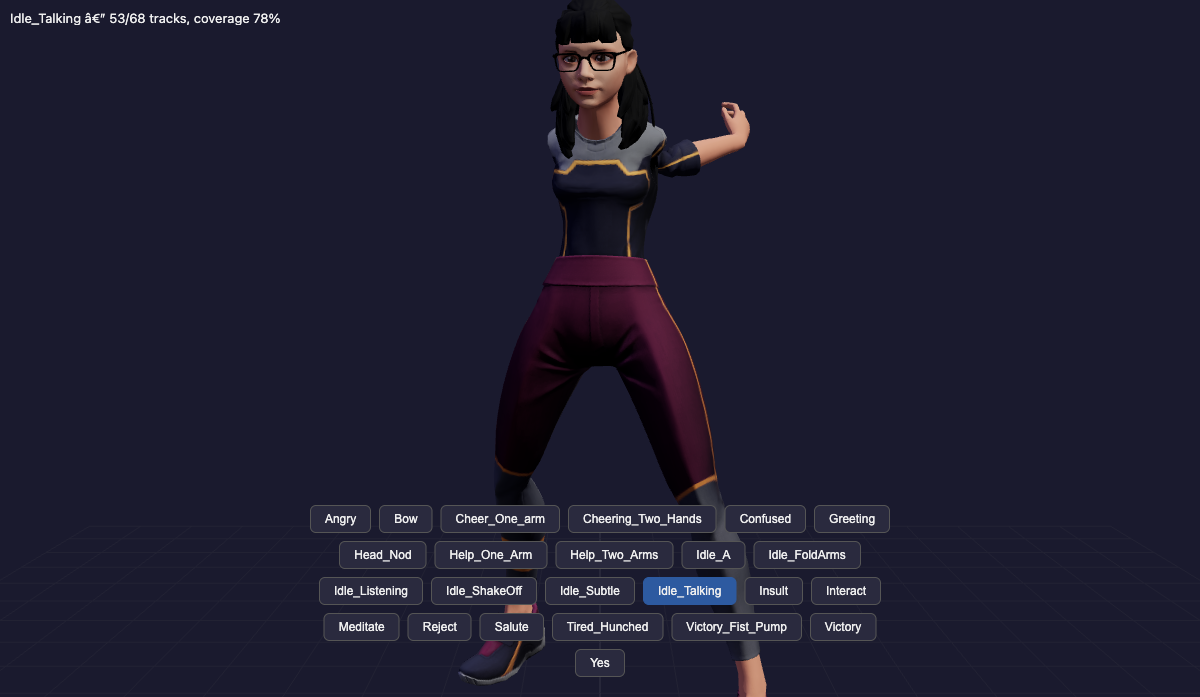 Idle_Talking â€” 53/68 tracks, coverage 78%
Angry Bow Cheer_One_arm Cheering_Two_Hands Confused Greeting
Head_Nod Help_One_Arm Help_Two_Arms Idle_A Idle_FoldArms
Idle_Listening Idle_ShakeOff Idle_Subtle Idle_Talking Insult Interact
Meditate Reject Salute Tired_Hunched Victory_Fist_Pump Victory
Yes